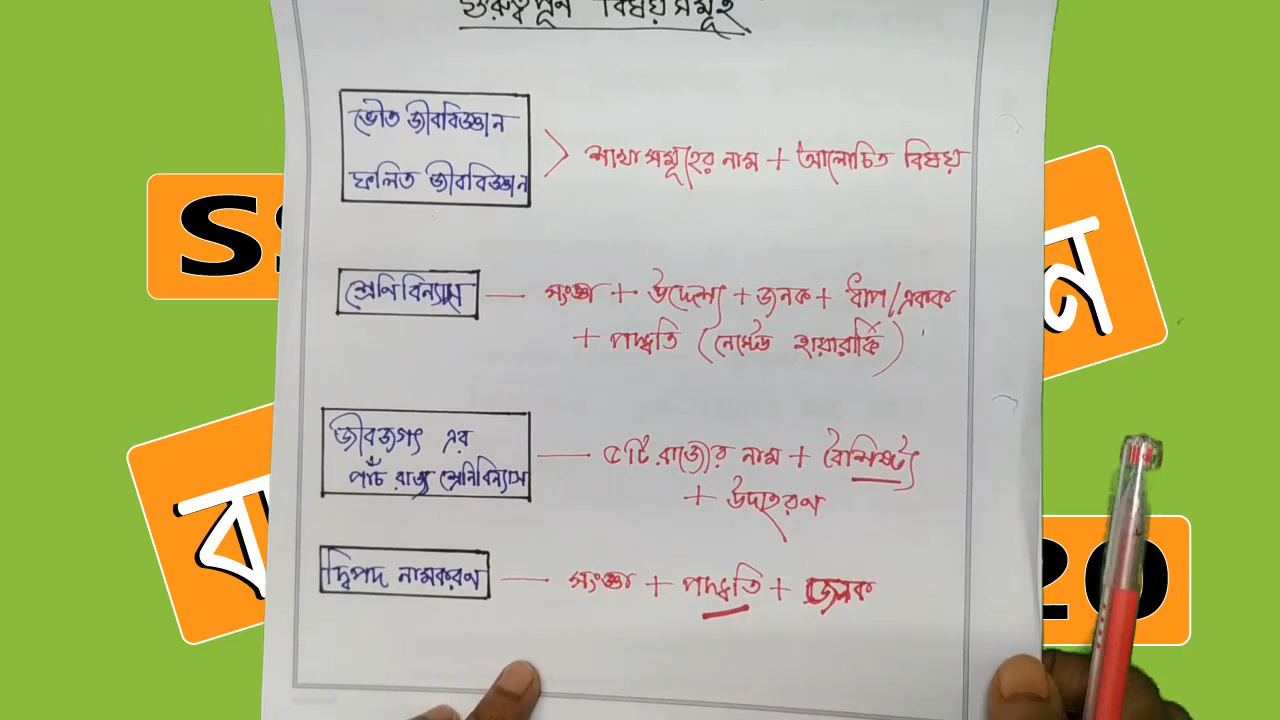 গুরুত্বপূর্ন বিষয়সমূহ
ভৌত জীববিজ্ঞান
ফলিত জীববিজ্ঞান
> শাখা সমূহের নাম + আলোচিত বিষয়
শ্রেণিবিন্যাস — সংজ্ঞা + উদ্দেশ্য + জনক + ধাপ/একক
+ পদ্ধতি (নেস্টেড হায়ারার্কি)
জীবজগৎ এর
পাঁচ রাজ্য শ্রেণিবিন্যাস
— ৫টি রাজ্যের নাম + বৈশিষ্ট্য
+ উদাহরণ
দ্বিপদ নামকরণ — সংজ্ঞা + পদ্ধতি + জনক